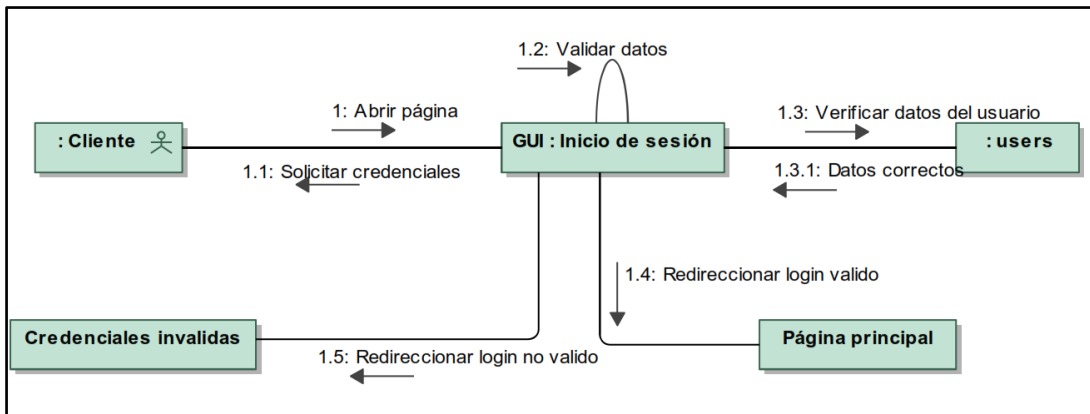 1.2: Validar datos
1: Abrir página
1.3: Verificar datos del usuario
: Cliente
GUI : Inicio de sesión
: users
1.1: Solicitar credenciales
1.3.1: Datos correctos
1.4: Redireccionar login valido
Credenciales invalidas
Página principal
1.5: Redireccionar login no valido